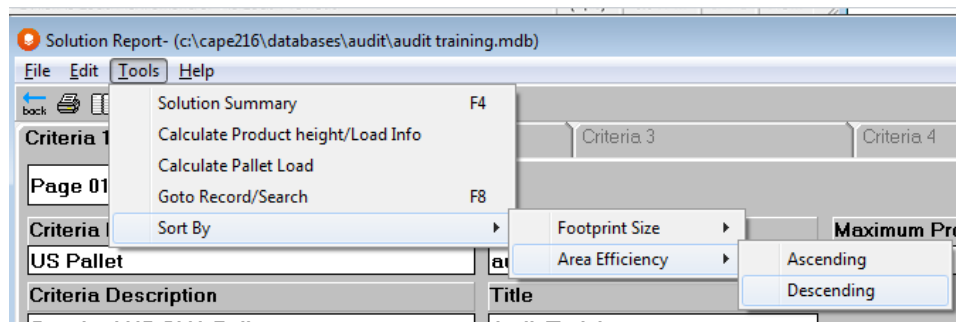 Solution Report- (c:\cape216\databases\audit\audit training.mdb)
File Edit Tools Help
back
Solution Summary F4
Calculate Product height/Load Info
Calculate Pallet Load
Goto Record/Search F8
Sort By
Footprint Size
Area Efficiency
Ascending
Descending
Criteria 1
Criteria 3
Criteria 4
Page 01
Criteria
Maximum Pr
US Pallet
Criteria Description
Title